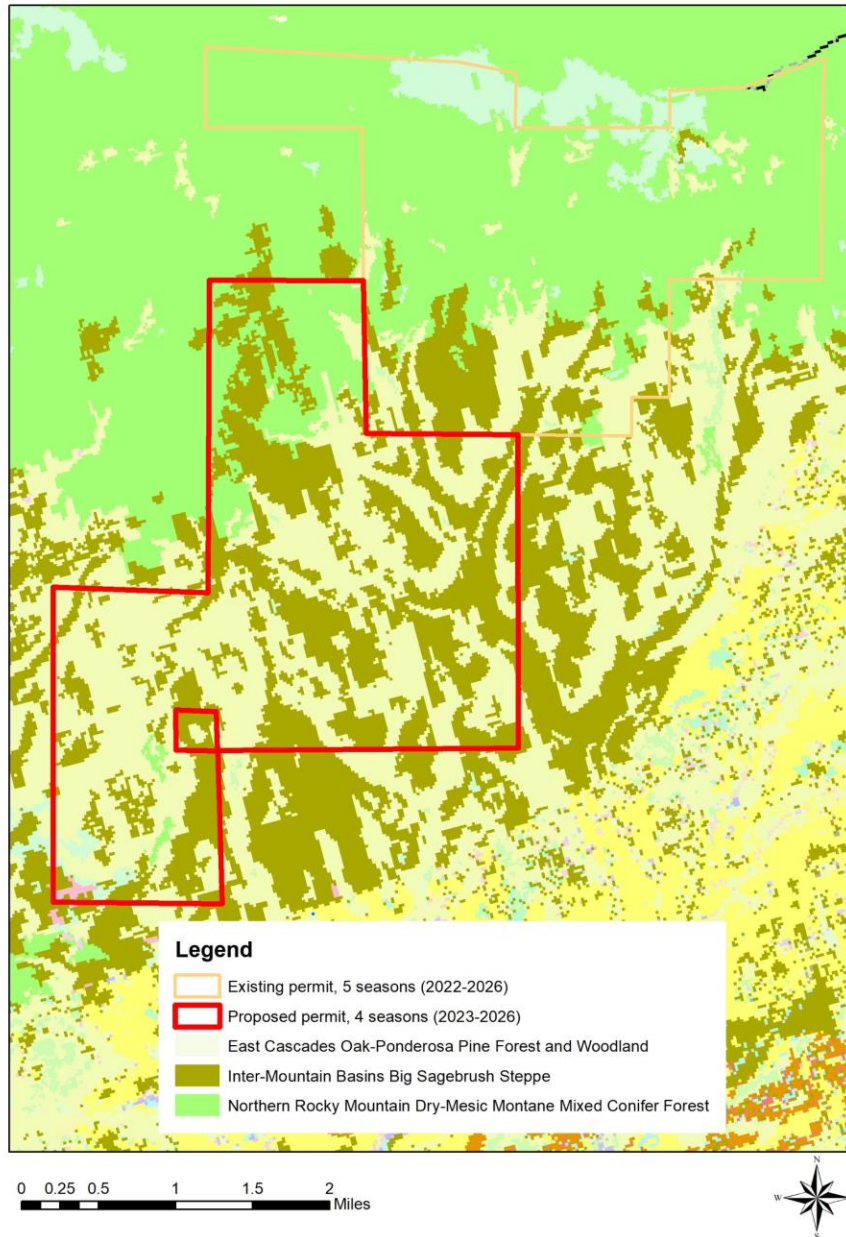 Legend
Existing permit, 5 seasons (2022-2026)
Proposed permit, 4 seasons (2023-2026)
East Cascades Oak-Ponderosa Pine Forest and Woodland
Inter-Mountain Basins Big Sagebrush Steppe
Northern Rocky Mountain Dry-Mesic Montane Mixed Conifer Forest
0 0.25 0.5 1 1.5 2
Miles
N
W E
S